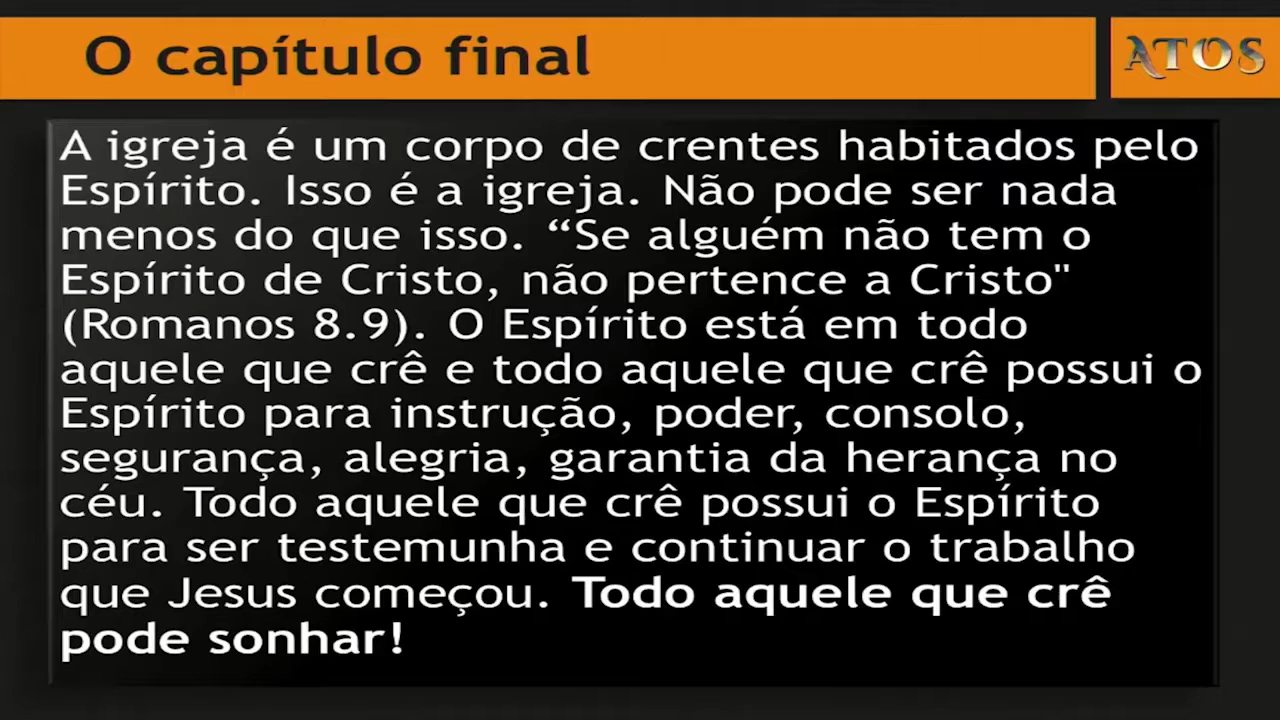 O capítulo final
ATOS
A igreja é um corpo de crentes habitados pelo
Espírito. Isso é a igreja. Não pode ser nada
menos do que isso. “Se alguém não tem o
Espírito de Cristo, não pertence a Cristo"
(Romanos 8.9). O Espírito está em todo
aquele que crê e todo aquele que crê possui o
Espírito para instrução, poder, consolo,
segurança, alegria, garantia da herança no
céu. Todo aquele que crê possui o Espírito
para ser testemunha e continuar o trabalho
que Jesus começou. Todo aquele que crê
pode sonhar!